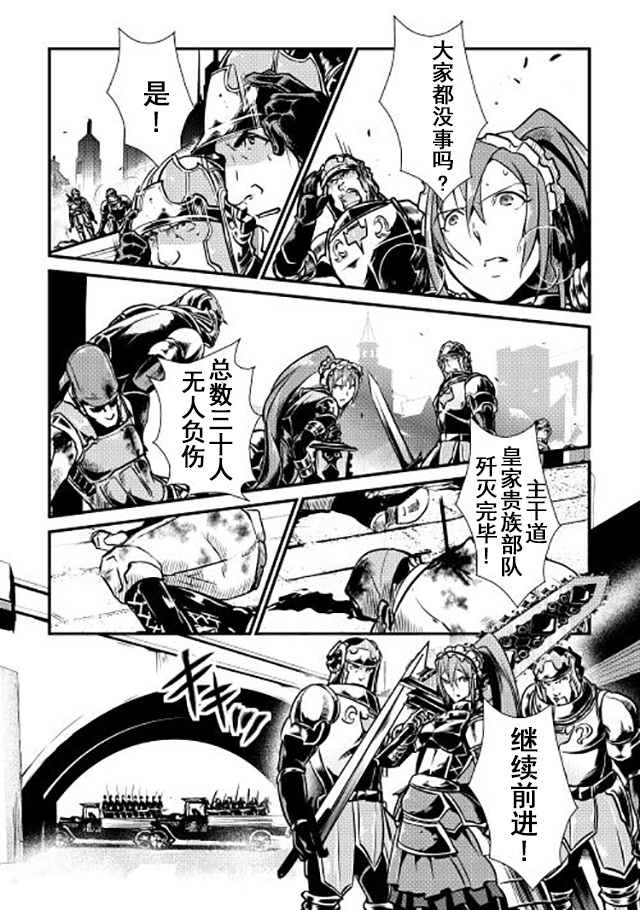 大家都没事吗？
是！
主干道
皇家贵族部队
歼灭完毕！
总数三十人
无人负伤
继续前进！